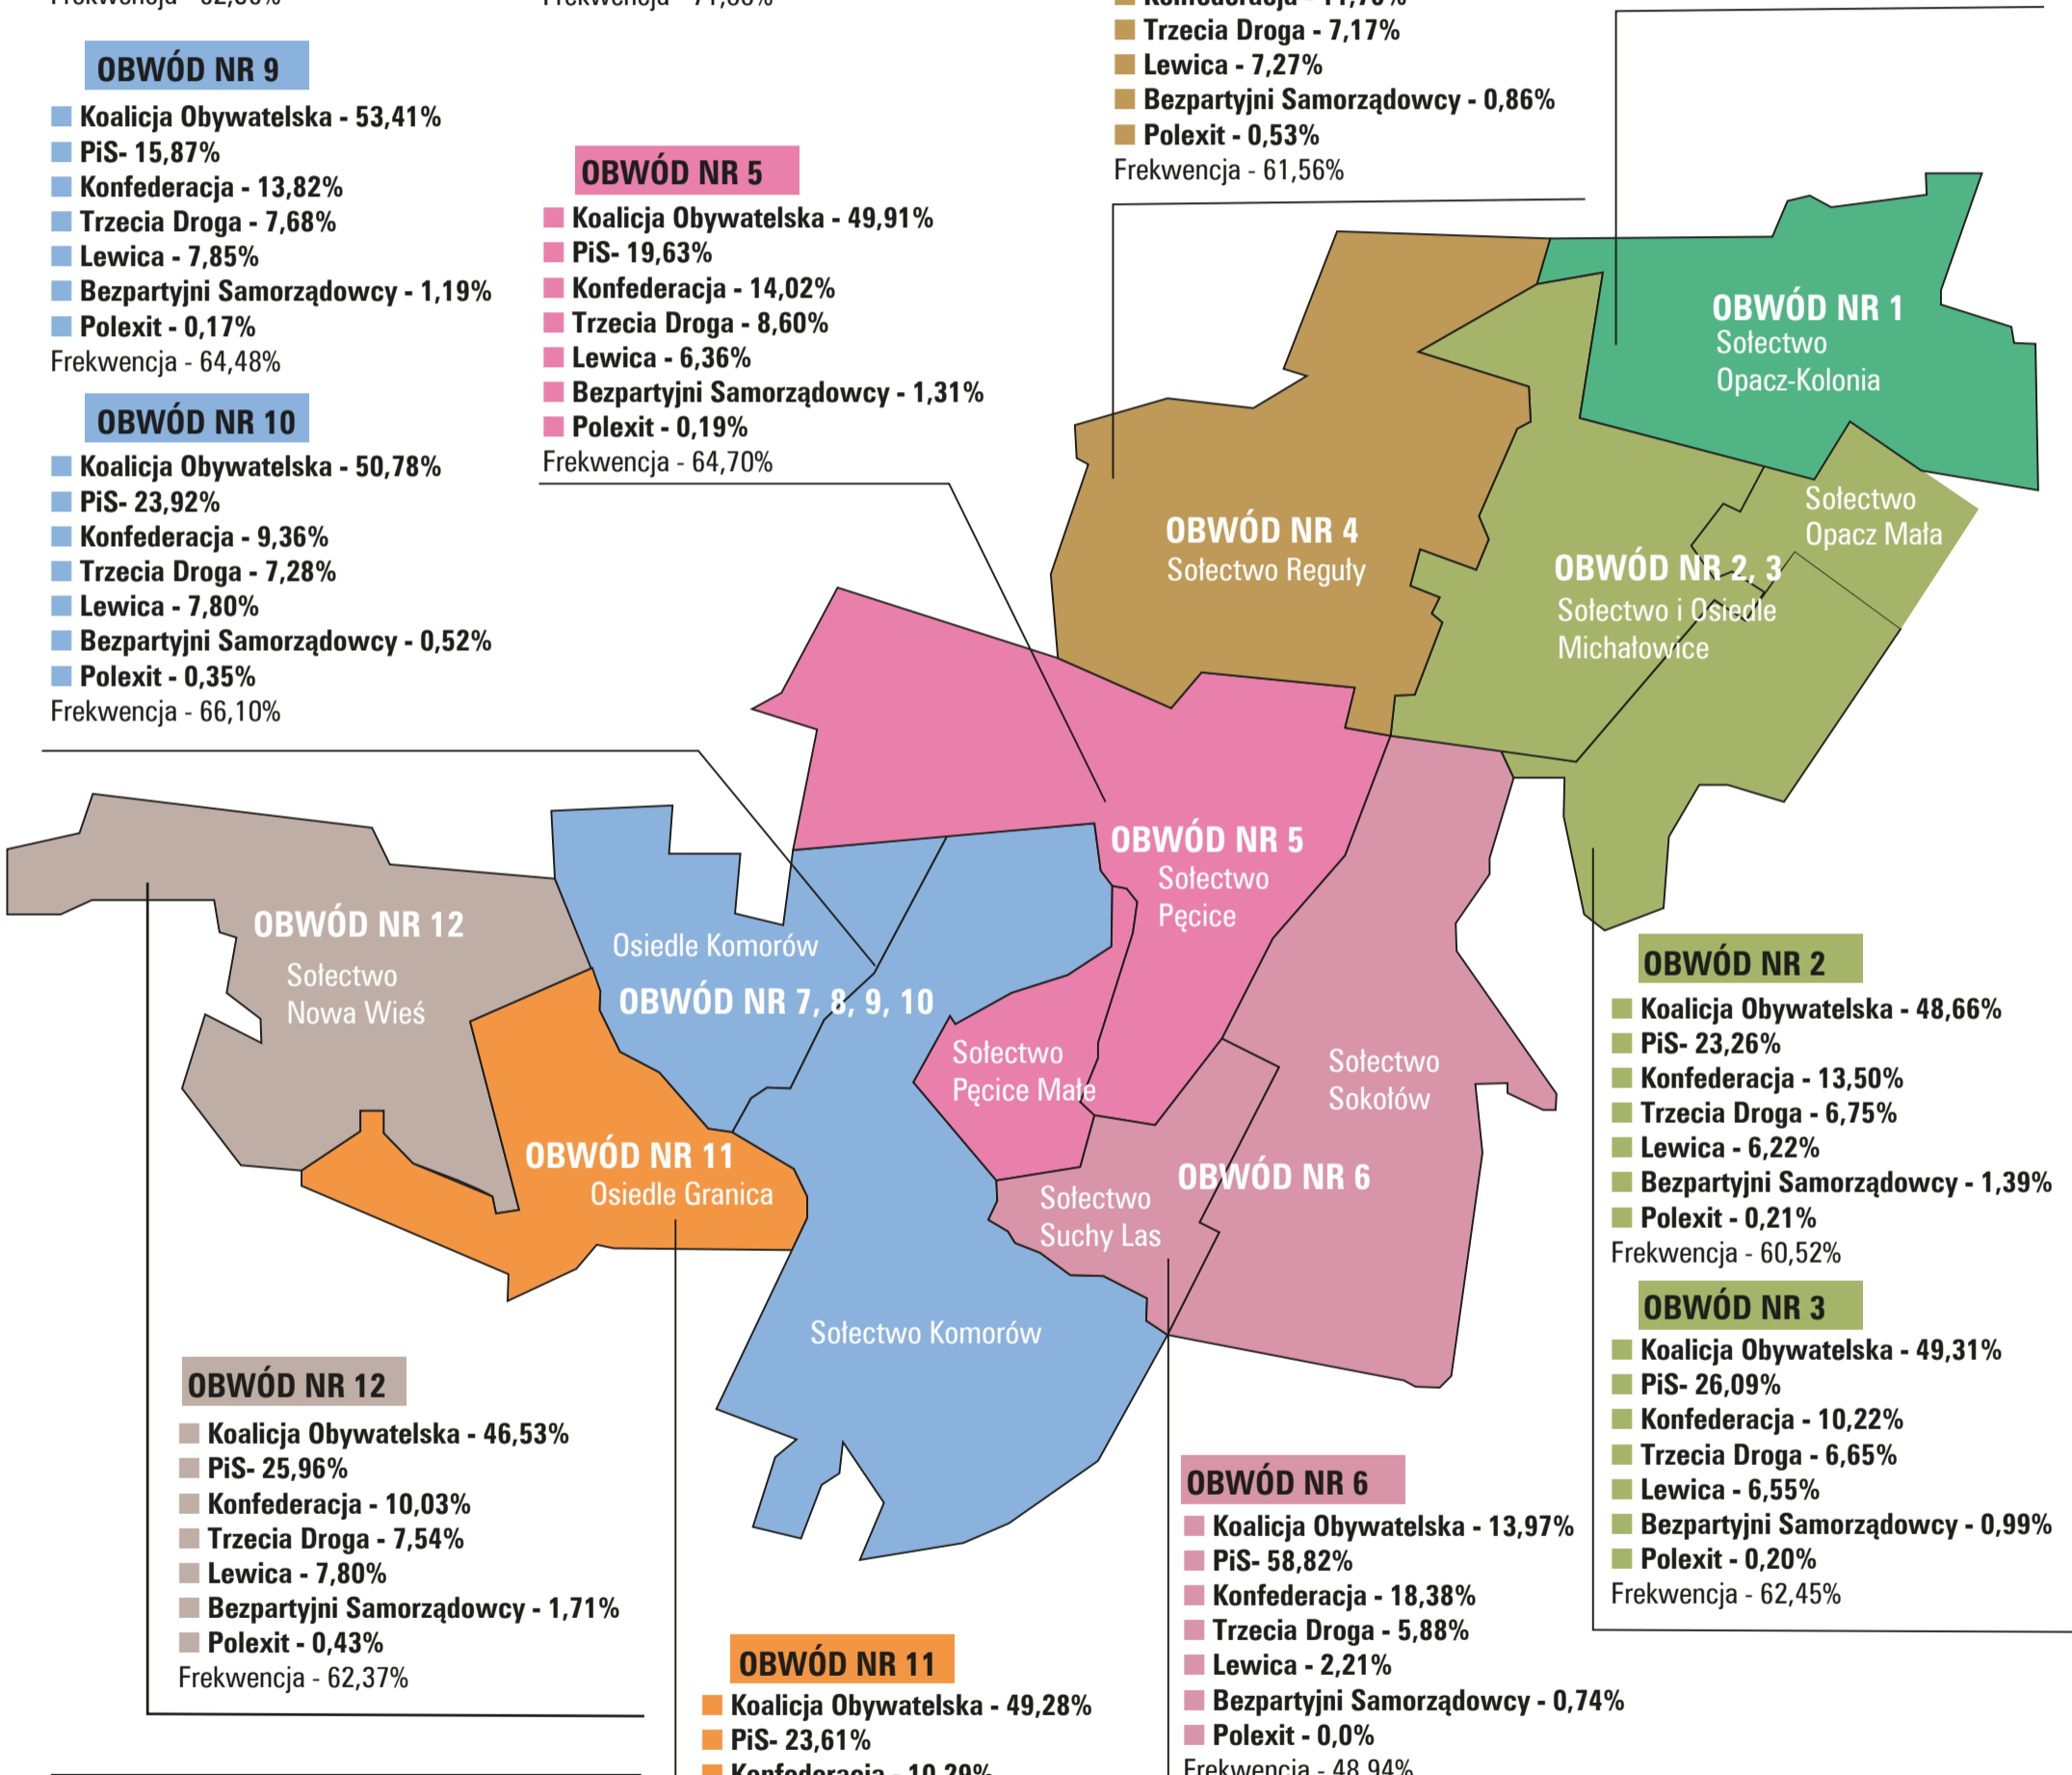 OBWÓD NR 9
Koalicja Obywatelska - 53,41%
PiS- 15,87%
Konfederacja - 13,82%
Trzecia Droga - 7,68%
Lewica - 7,85%
Bezpartyjni Samorządowcy - 1,19%
Polexit - 0,17%
Frekwencja - 64,48%
OBWÓD NR 10
Koalicja Obywatelska - 50,78%
PiS- 23,92%
Konfederacja - 9,36%
Trzecia Droga - 7,28%
Lewica - 7,80%
Bezpartyjni Samorządowcy - 0,52%
Polexit - 0,35%
Frekwencja - 66,10%
OBWÓD NR 5
Koalicja Obywatelska - 49,91%
PiS- 19,63%
Konfederacja - 14,02%
Trzecia Droga - 8,60%
Lewica - 6,36%
Bezpartyjni Samorządowcy - 1,31%
Polexit - 0,19%
Frekwencja - 64,70%
Trzecia Droga - 7,17%
Lewica - 7,27%
Bezpartyjni Samorządowcy - 0,86%
Polexit - 0,53%
Frekwencja - 61,56%
OBWÓD NR 1
Sołectwo
Opacz-Kolonia
Sołectwo
Opacz Mała
OBWÓD NR 4
Sołectwo Reguły
OBWÓD NR 2, 3
Sołectwo i Osiedle
Michałowice
OBWÓD NR 5
Sołectwo
Pęcice
OBWÓD NR 12
Sołectwo
Nowa Wieś
Osiedle Komorów
OBWÓD NR 7, 8, 9, 10
Sołectwo
Pęcice Małe
Sołectwo
Sokołów
OBWÓD NR 11
Osiedle Granica
OBWÓD NR 6
Sołectwo
Suchy Las
Sołectwo Komorów
OBWÓD NR 2
Koalicja Obywatelska - 48,66%
PiS- 23,26%
Konfederacja - 13,50%
Trzecia Droga - 6,75%
Lewica - 6,22%
Bezpartyjni Samorządowcy - 1,39%
Polexit - 0,21%
Frekwencja - 60,52%
OBWÓD NR 3
Koalicja Obywatelska - 49,31%
PiS- 26,09%
Konfederacja - 10,22%
Trzecia Droga - 6,65%
Lewica - 6,55%
Bezpartyjni Samorządowcy - 0,99%
Polexit - 0,20%
Frekwencja - 62,45%
OBWÓD NR 12
Koalicja Obywatelska - 46,53%
PiS- 25,96%
Konfederacja - 10,03%
Trzecia Droga - 7,54%
Lewica - 7,80%
Bezpartyjni Samorządowcy - 1,71%
Polexit - 0,43%
Frekwencja - 62,37%
OBWÓD NR 11
Koalicja Obywatelska - 49,28%
PiS- 23,61%
Konfederacja - 10,29%
OBWÓD NR 6
Koalicja Obywatelska - 13,97%
PiS- 58,82%
Konfederacja - 18,38%
Trzecia Droga - 5,88%
Lewica - 2,21%
Bezpartyjni Samorządowcy - 0,74%
Polexit - 0,0%
Frekwencja - 48,94%